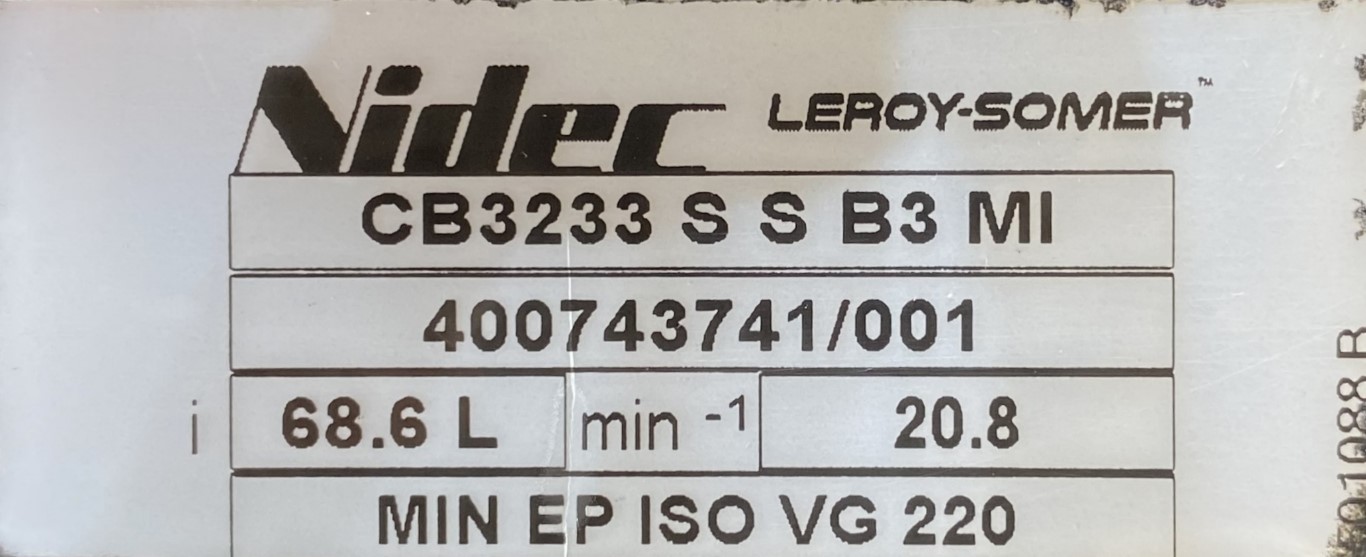 Nidec LEROY-SOMER™
CB3233 S S B3 MI
400743741/001
i 68.6 L min -1 20.8
MIN EP ISO VG 220